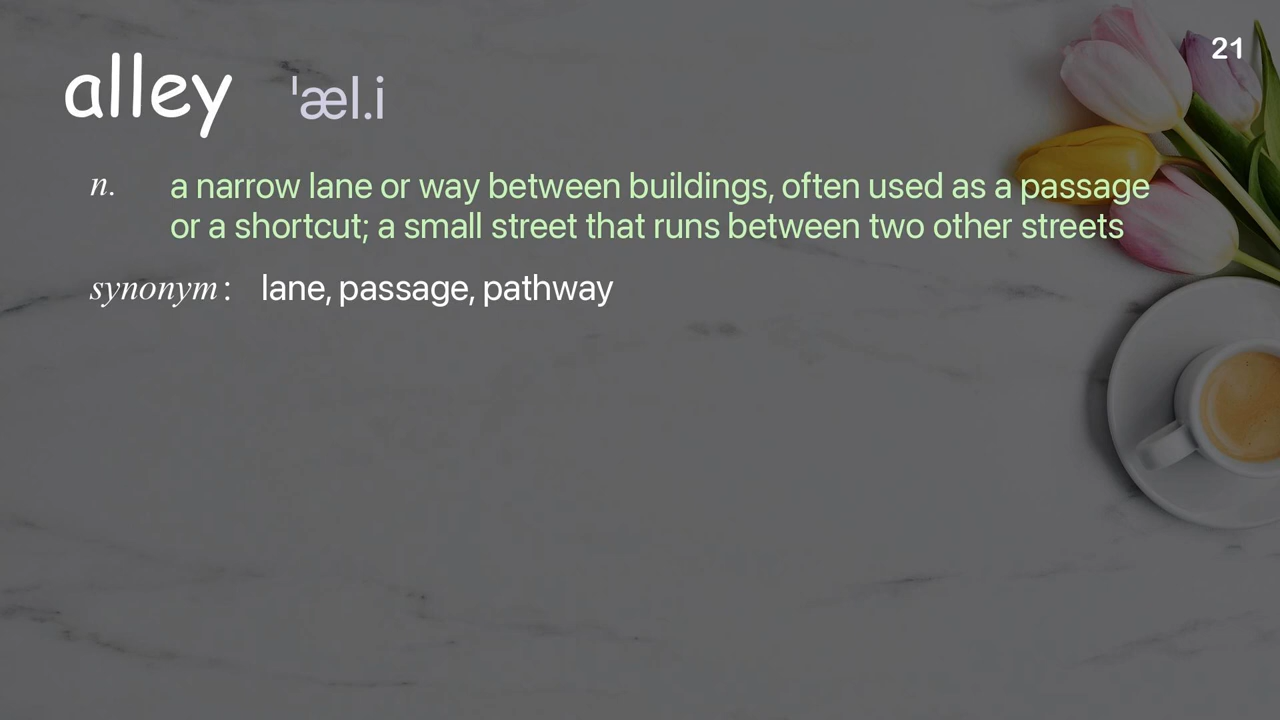 21
alley ˈæl.i
n. a narrow lane or way between buildings, often used as a passage
or a shortcut; a small street that runs between two other streets
synonym: lane, passage, pathway